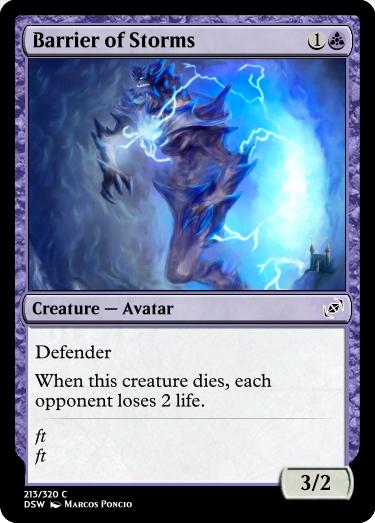 Barrier of Storms 1
Creature — Avatar
Defender
When this creature dies, each
opponent loses 2 life.
ft
ft
3/2
213/320 C
DSW Marcos Poncio